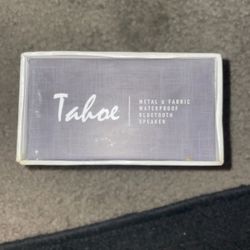 Tahoe
METAL & FABRIC
WATERPROOF
BLUETOOTH
SPEAKER